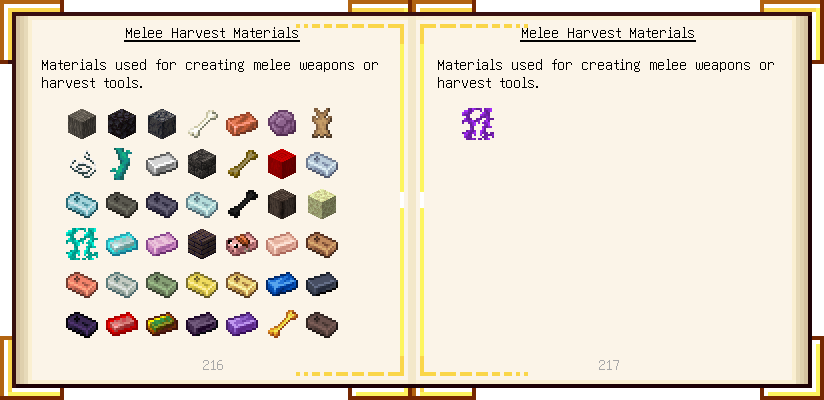 Melee Harvest Materials
Materials used for creating melee weapons or
harvest tools.
216
Melee Harvest Materials
Materials used for creating melee weapons or
harvest tools.
217